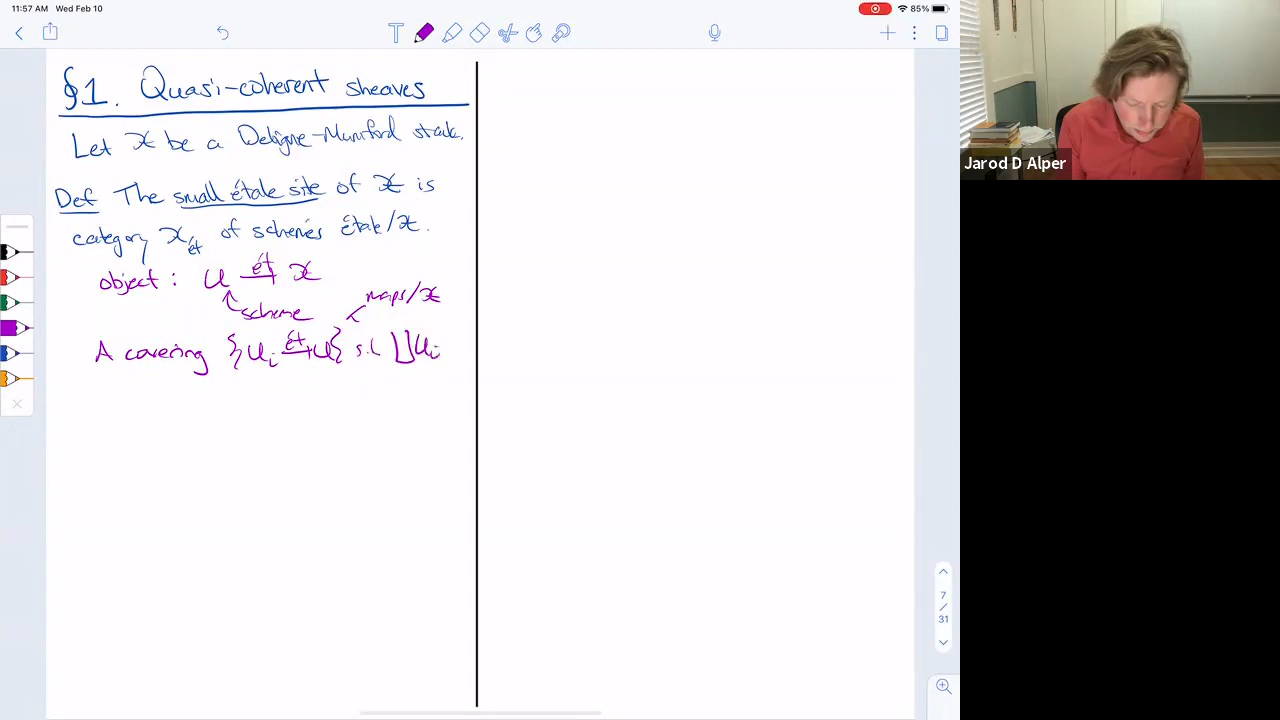 11:57 AM Wed Feb 10
85%
T
§1. Quasi-coherent sheaves
Let 𝒳 be a Deligne-Mumford stack.
Def The small étale site of 𝒳 is
category 𝒳ét of schemes étale/𝒳.
object: U ét→ 𝒳
scheme
maps/𝒳
A covering {Ui ét→ U} s.t. ∐Ui
7
/
31
Jarod D Alper